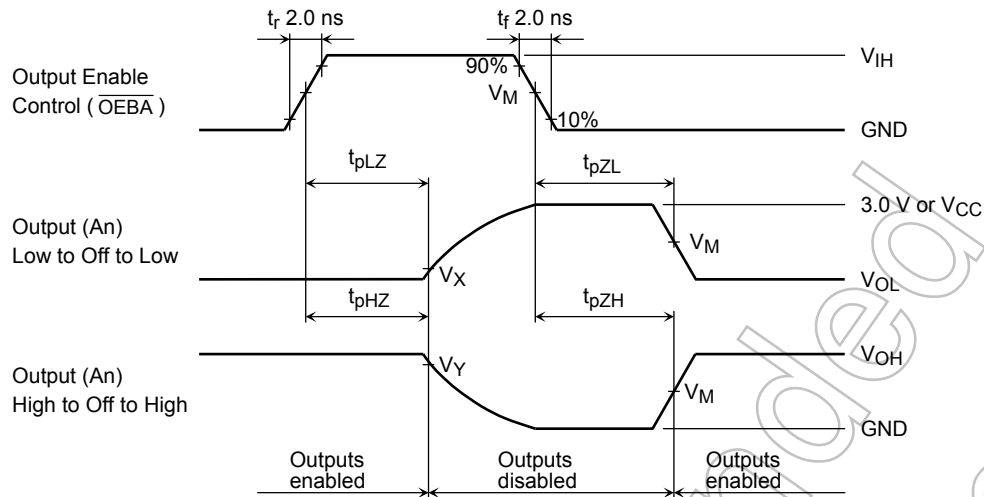 tr 2.0 ns
tf 2.0 ns
Output Enable
Control ( OEBA )
90%
VM
10%
VIH
GND
tpLZ
tpZL
Output (An)
Low to Off to Low
VX
VM
3.0 V or VCC
VOL
tpHZ
tpZH
Output (An)
High to Off to High
VY
VM
VOH
GND
Outputs
enabled
Outputs
disabled
Outputs
enabled